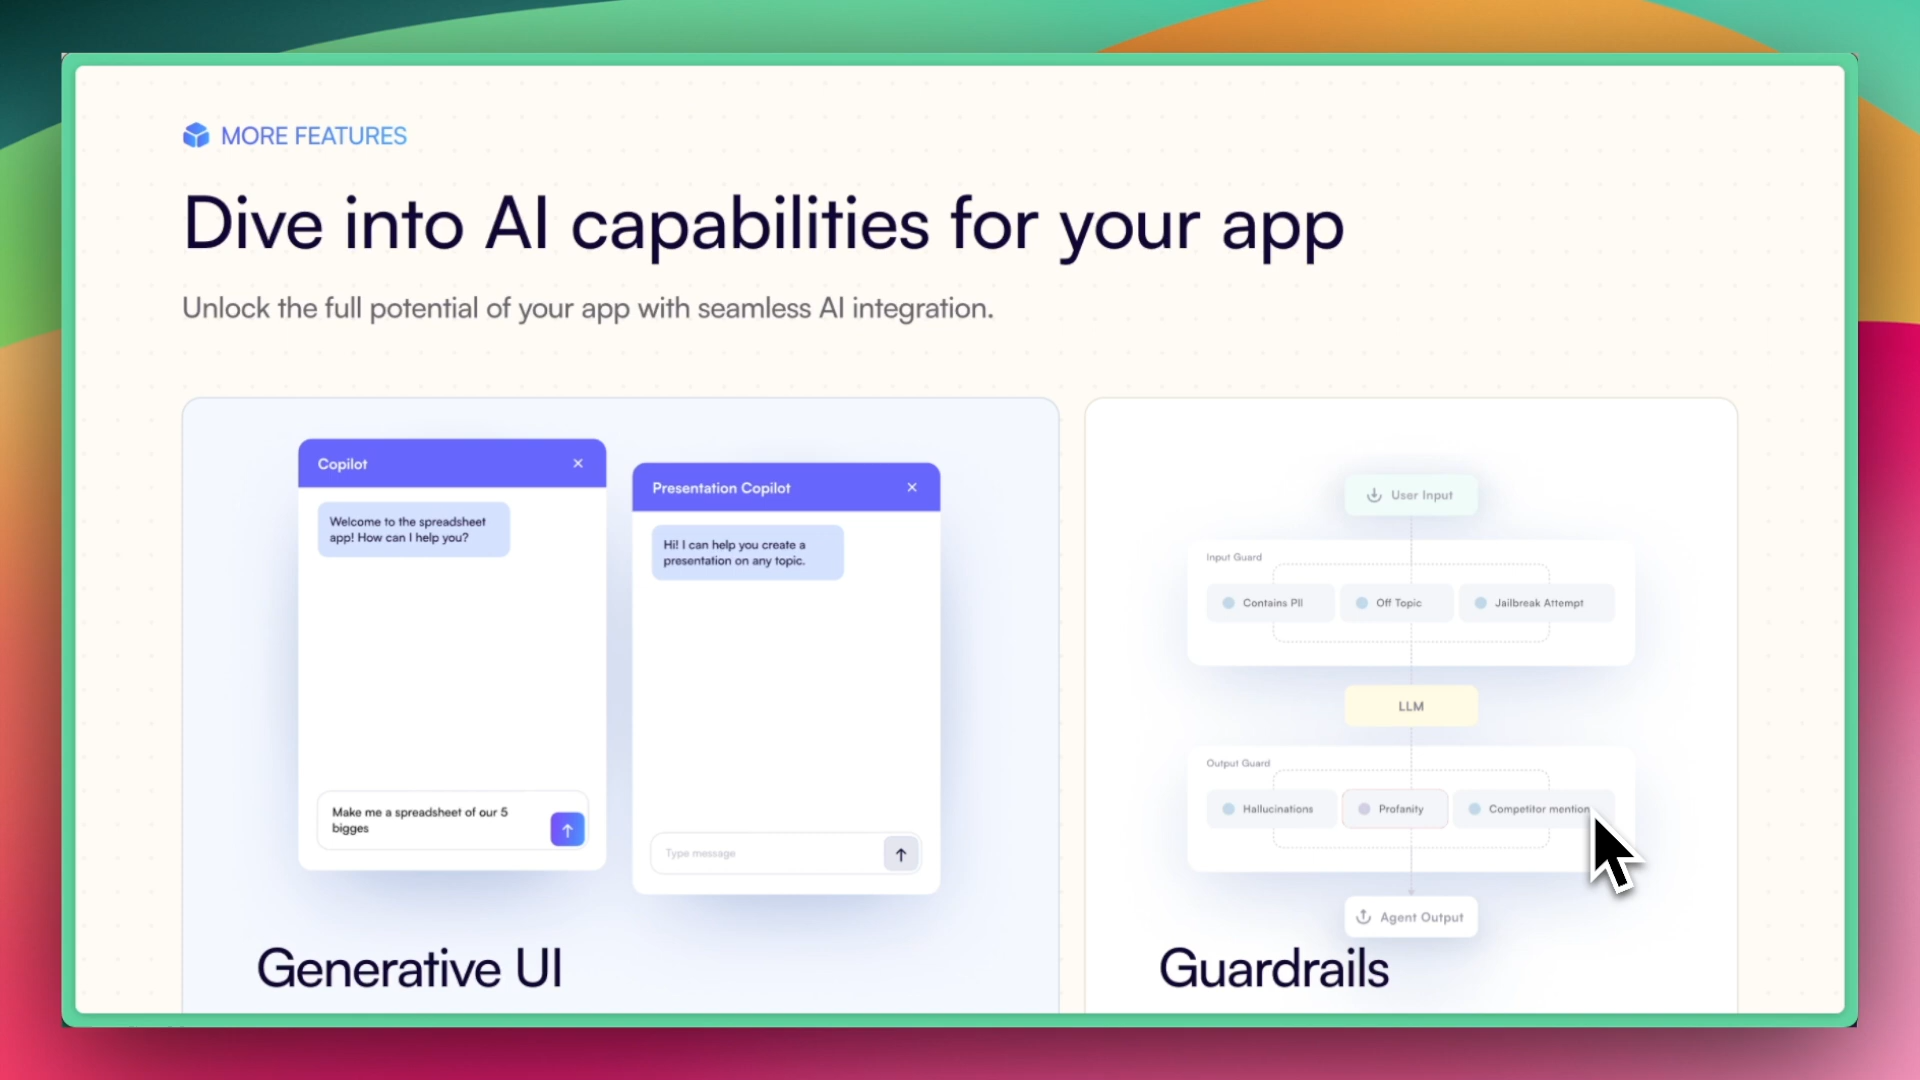 MORE FEATURES
Dive into AI capabilities for your app
Unlock the full potential of your app with seamless AI integration.
Copilot
Welcome to the spreadsheet
app! How can I help you?
Make me a spreadsheet of our 5
bigges
Presentation Copilot
Hi! I can help you create a
presentation on any topic.
Type message
Generative UI
User Input
Input Guard
Contains PII
Off Topic
Jailbreak Attempt
LLM
Output Guard
Hallucinations
Profanity
Competitor mention
Agent Output
Guardrails